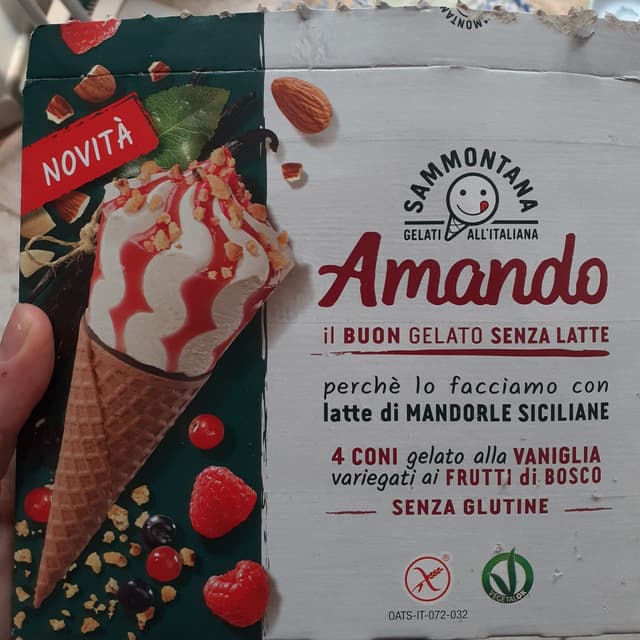 SAMMONTANA
NOVITÀ
SAMMONTANA
GELATI ALL'ITALIANA
Amando
il BUON GELATO SENZA LATTE
perchè lo facciamo con
latte di MANDORLE SICILIANE
4 CONI gelato alla VANIGLIA
variegati ai FRUTTI di BOSCO
SENZA GLUTINE
VEGETALOK
OATS-IT-072-032